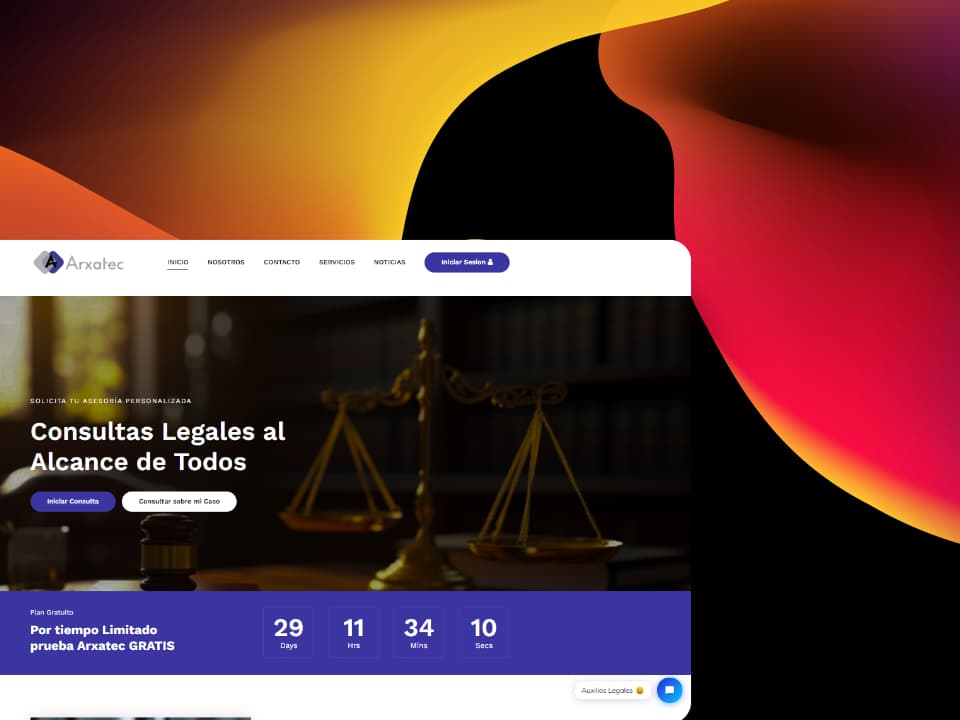 Arxatec
INICIO NOSOTROS CONTACTO SERVICIOS NOTICIAS Iniciar Sesion
SOLICITA TU ASESORÍA PERSONALIZADA
Consultas Legales al
Alcance de Todos
Iniciar Consulta Consultar sobre mi Caso
Plan Gratuito
Por tiempo Limitado
prueba Arxatec GRATIS
29 11 34 10
Days Hrs Mins Secs
Auxilios Legales 😀